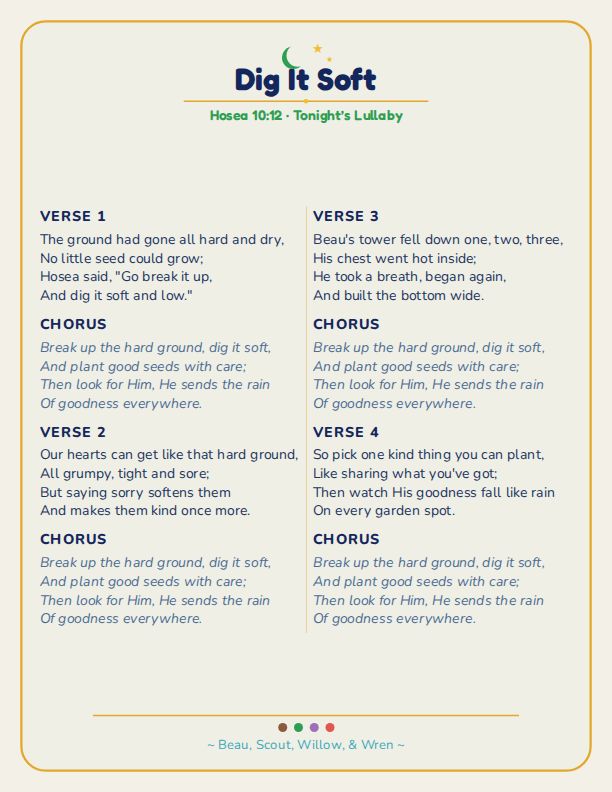 Dig It Soft
Hosea 10:12 · Tonight's Lullaby
VERSE 1
The ground had gone all hard and dry,
No little seed could grow;
Hosea said, "Go break it up,
And dig it soft and low."
CHORUS
Break up the hard ground, dig it soft,
And plant good seeds with care;
Then look for Him, He sends the rain
Of goodness everywhere.
VERSE 2
Our hearts can get like that hard ground,
All grumpy, tight and sore;
But saying sorry softens them
And makes them kind once more.
CHORUS
Break up the hard ground, dig it soft,
And plant good seeds with care;
Then look for Him, He sends the rain
Of goodness everywhere.
VERSE 3
Beau's tower fell down one, two, three,
His chest went hot inside;
He took a breath, began again,
And built the bottom wide.
CHORUS
Break up the hard ground, dig it soft,
And plant good seeds with care;
Then look for Him, He sends the rain
Of goodness everywhere.
VERSE 4
So pick one kind thing you can plant,
Like sharing what you've got;
Then watch His goodness fall like rain
On every garden spot.
CHORUS
Break up the hard ground, dig it soft,
And plant good seeds with care;
Then look for Him, He sends the rain
Of goodness everywhere.
~ Beau, Scout, Willow, & Wren ~